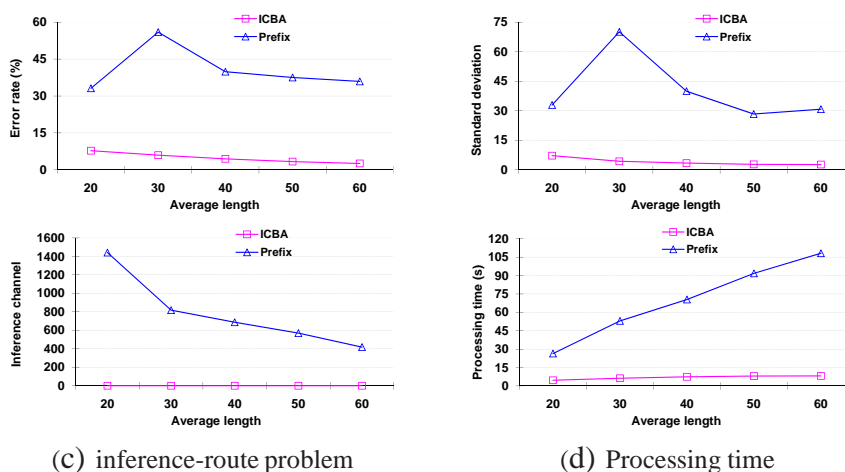 ICBA
Prefix
Error rate (%)
60
45
30
15
0
20 30 40 50 60
Average length
ICBA
Prefix
Standard deviation
75
60
45
30
15
0
20 30 40 50 60
Average length
ICBA
Prefix
Inference channel
1600
1400
1200
1000
800
600
400
200
0
20 30 40 50 60
Average length
ICBA
Prefix
Processing time (s)
120
105
90
75
60
45
30
15
0
20 30 40 50 60
Average length
(c) inference-route problem
(d) Processing time